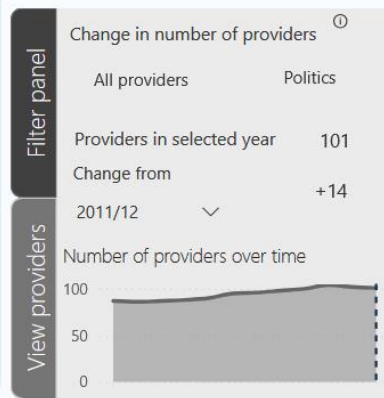 Filter panel
View providers
Change in number of providers
All providers Politics
Providers in selected year 101
Change from
+14
2011/12
Number of providers over time
100
50
0